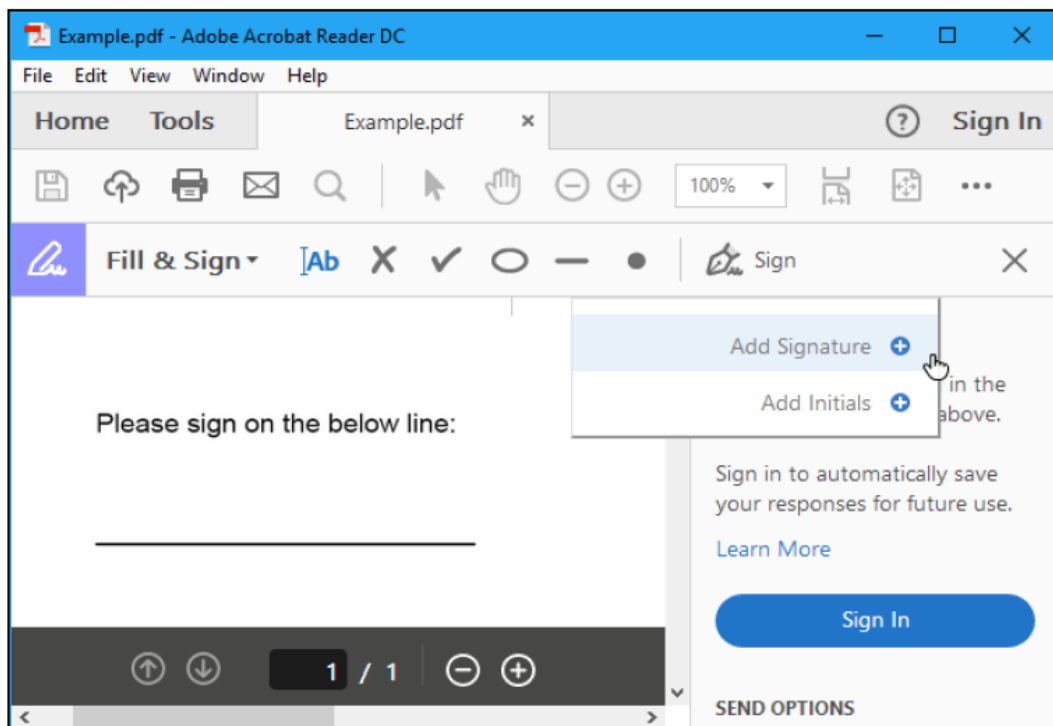 Example.pdf - Adobe Acrobat Reader DC
File Edit View Window Help
Home Tools Example.pdf × ? Sign In
100%
Fill & Sign Ab Sign
Add Signature
Add Initials
in the
above.
Please sign on the below line:
Sign in to automatically save
your responses for future use.
Learn More
Sign In
1 / 1
SEND OPTIONS